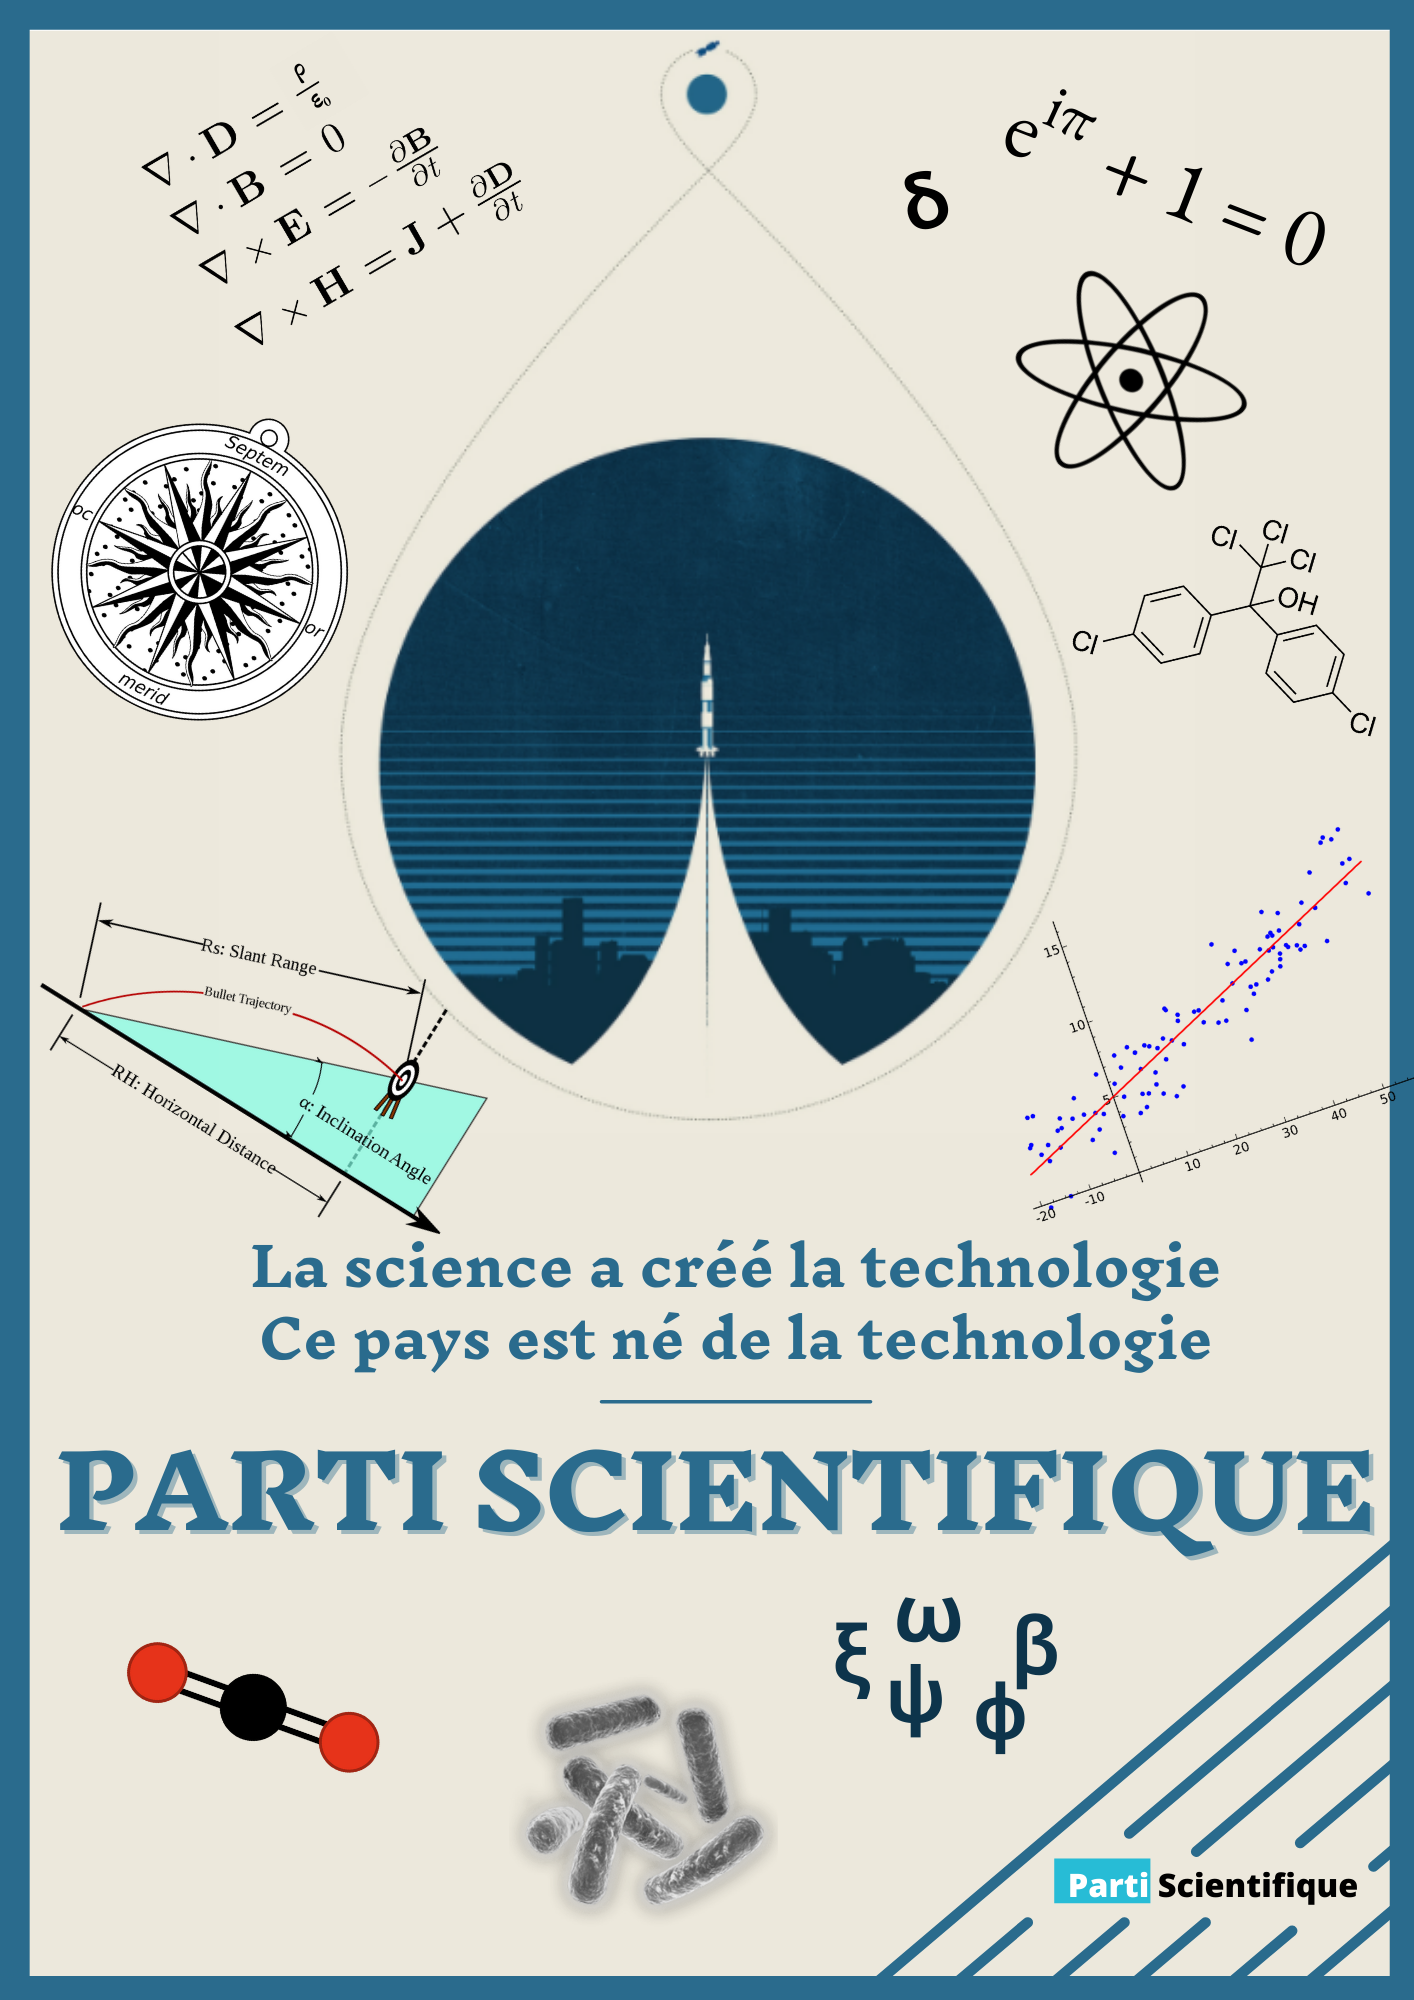 ∇ · D = ρ/ε₀
∇ · B = 0
∇ × E = −∂B/∂t
∇ × H = J + ∂D/∂t
δ
e^{iπ} + 1 = 0
Septem
oc
or
merid
Cl
Cl
Cl
OH
Cl
Cl
Rs: Slant Range
Bullet Trajectory
RH: Horizontal Distance
α: Inclination Angle
15
10
5
-20 -10 10 20 30 40 50
La science a créé la technologie
Ce pays est né de la technologie
PARTI SCIENTIFIQUE
ξ ω β
ψ ϕ
Parti Scientifique